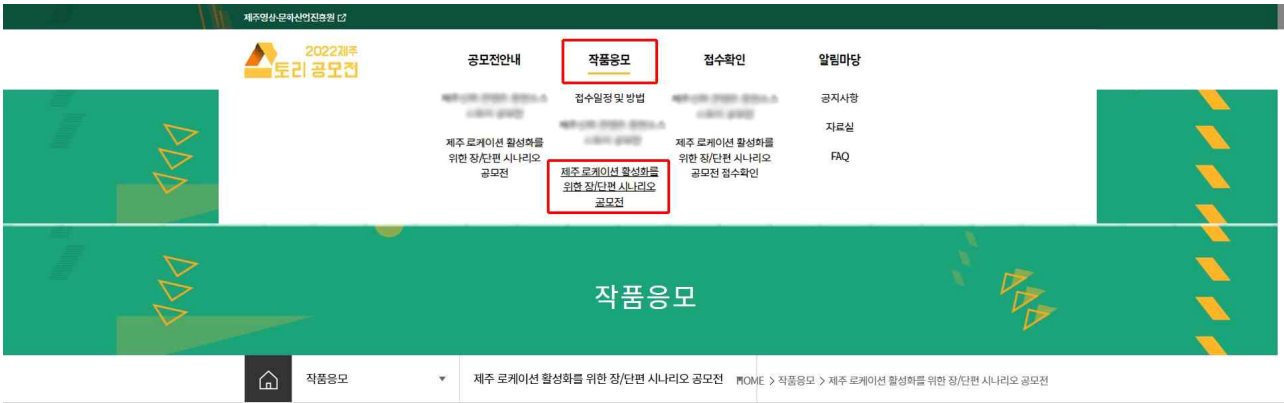 제주영상·문화산업진흥원
2022제주
스토리 공모전
공모전안내
작품응모
접수확인
알림마당
제주 로케이션 활성화를
위한 장/단편 시나리오
공모전
접수일정 및 방법
제주 로케이션 활성화를
위한 장/단편 시나리오
공모전
제주 로케이션 활성화를
위한 장/단편 시나리오
공모전 접수확인
공지사항
자료실
FAQ
작품응모
작품응모
제주 로케이션 활성화를 위한 장/단편 시나리오 공모전
HOME > 작품응모 > 제주 로케이션 활성화를 위한 장/단편 시나리오 공모전